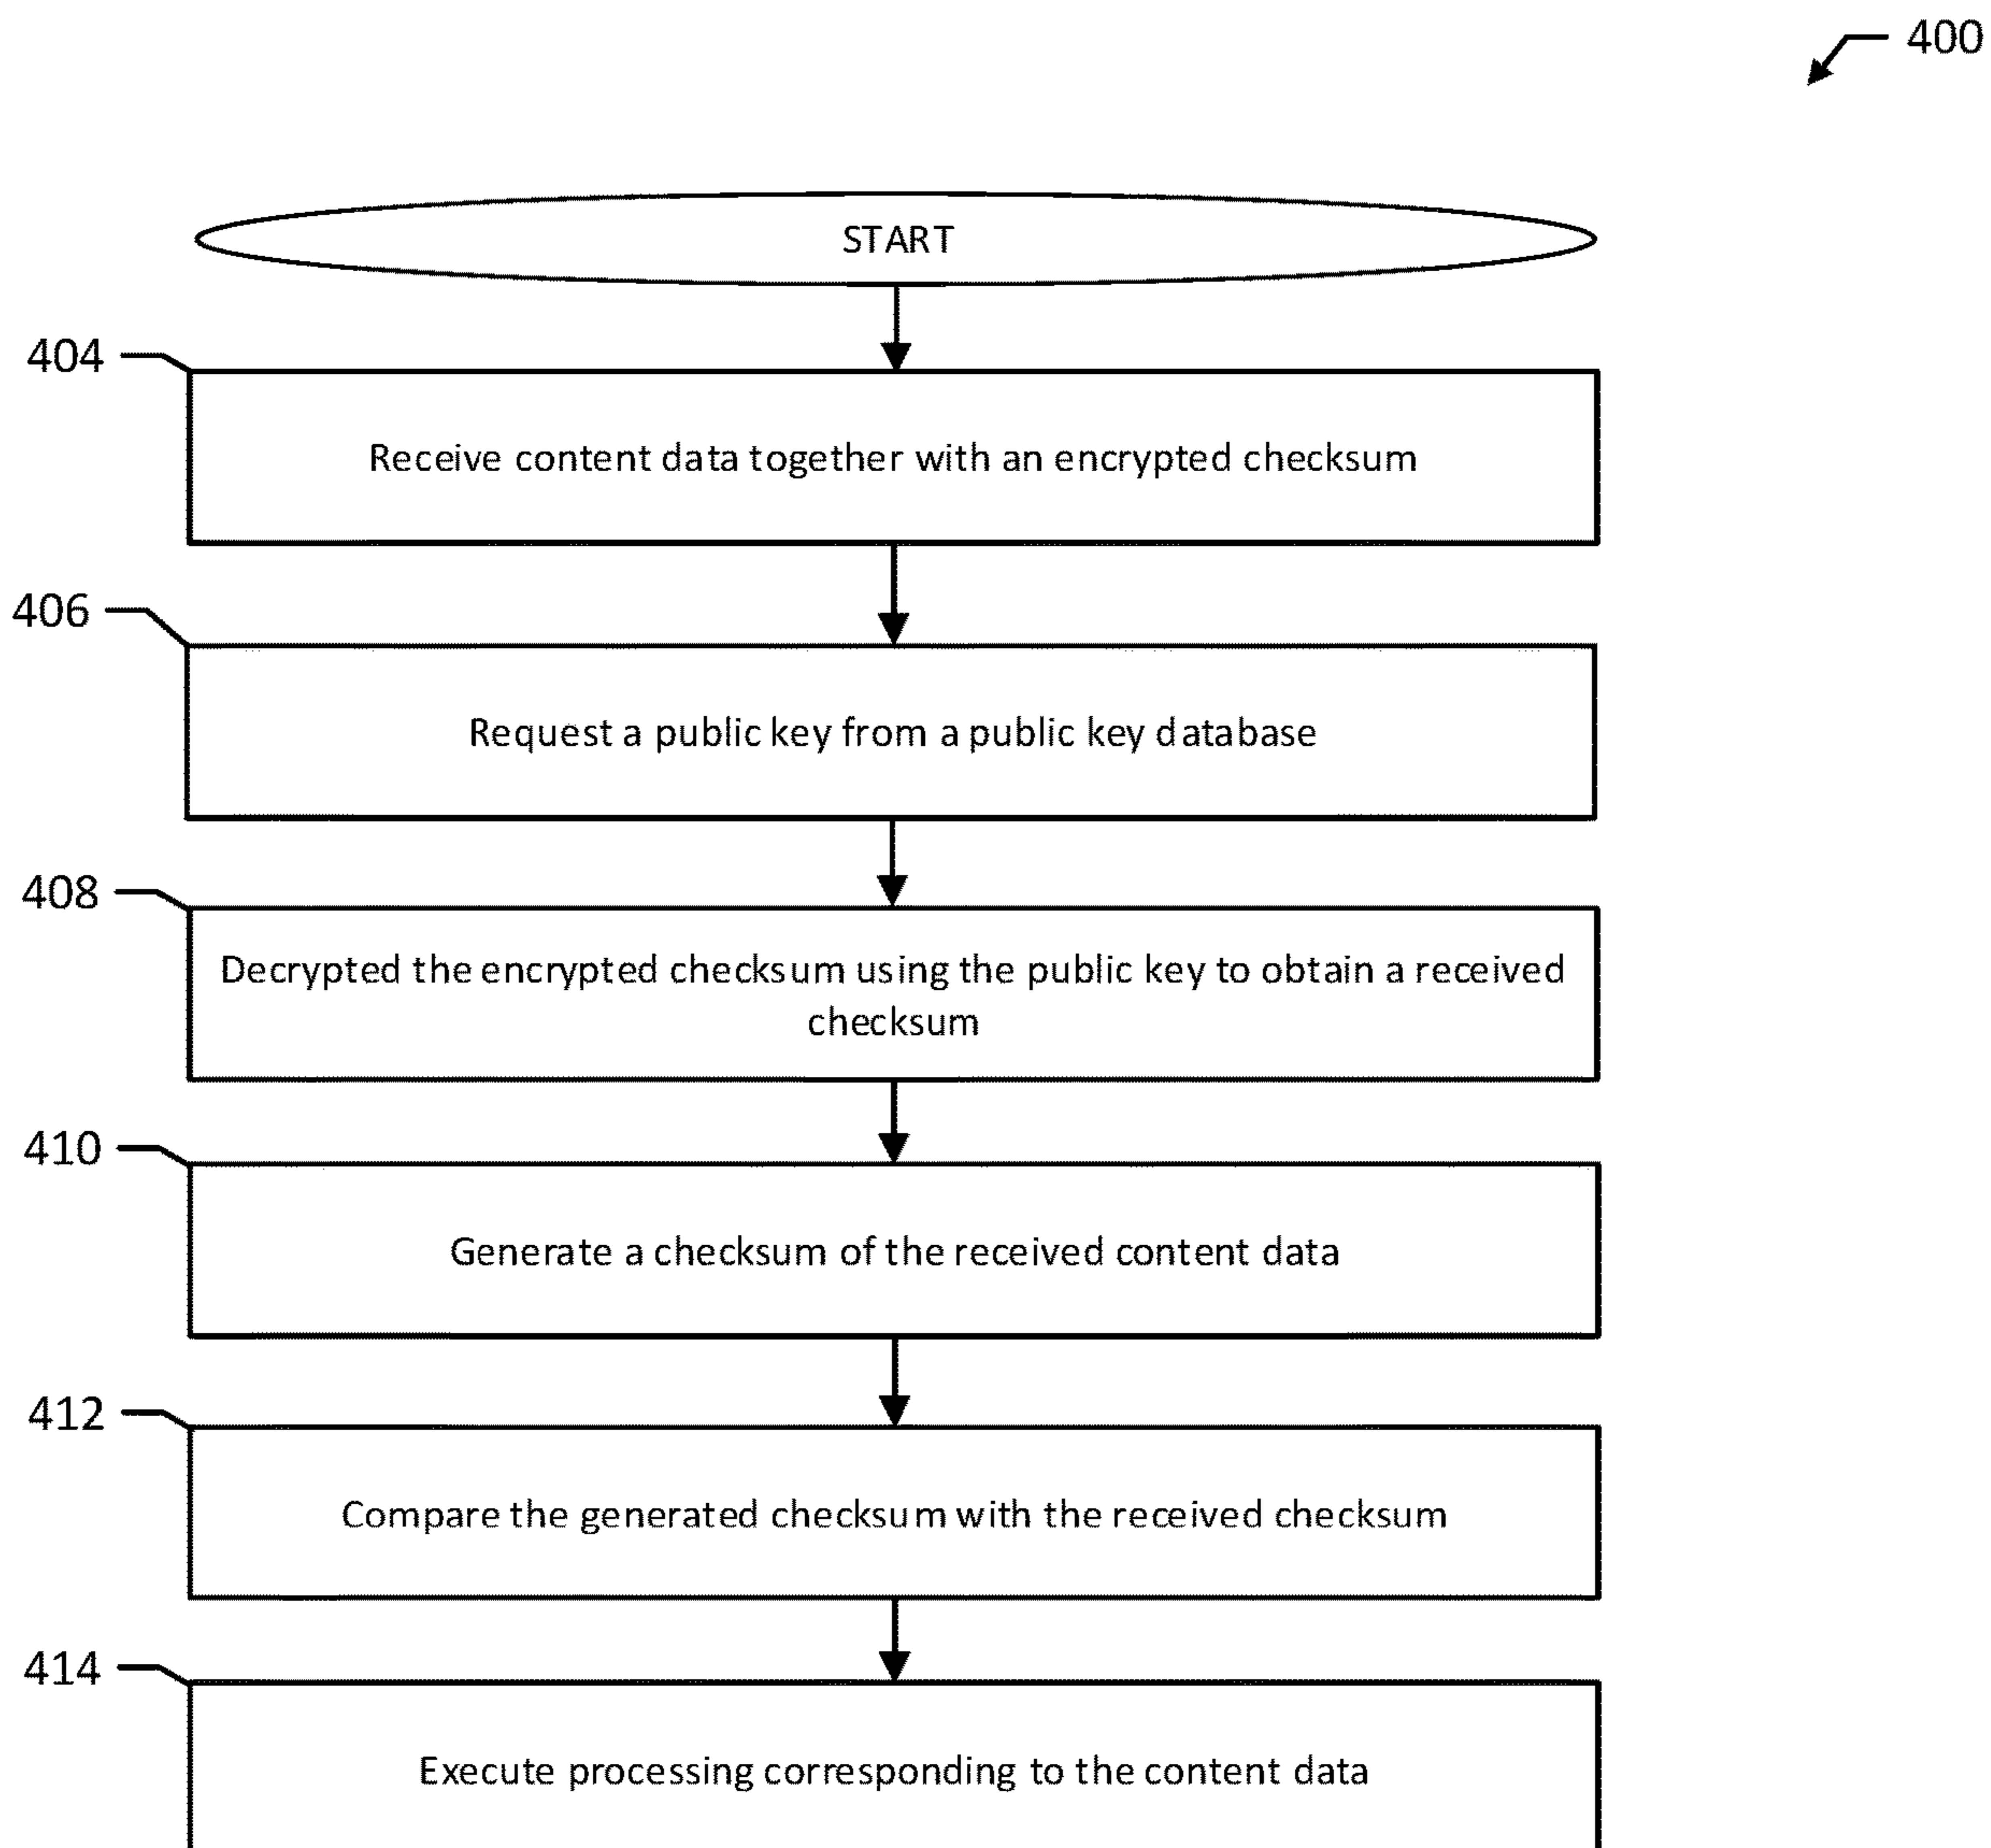 400
START
404
Receive content data together with an encrypted checksum
406
Request a public key from a public key database
408
Decrypted the encrypted checksum using the public key to obtain a received
checksum
410
Generate a checksum of the received content data
412
Compare the generated checksum with the received checksum
414
Execute processing corresponding to the content data